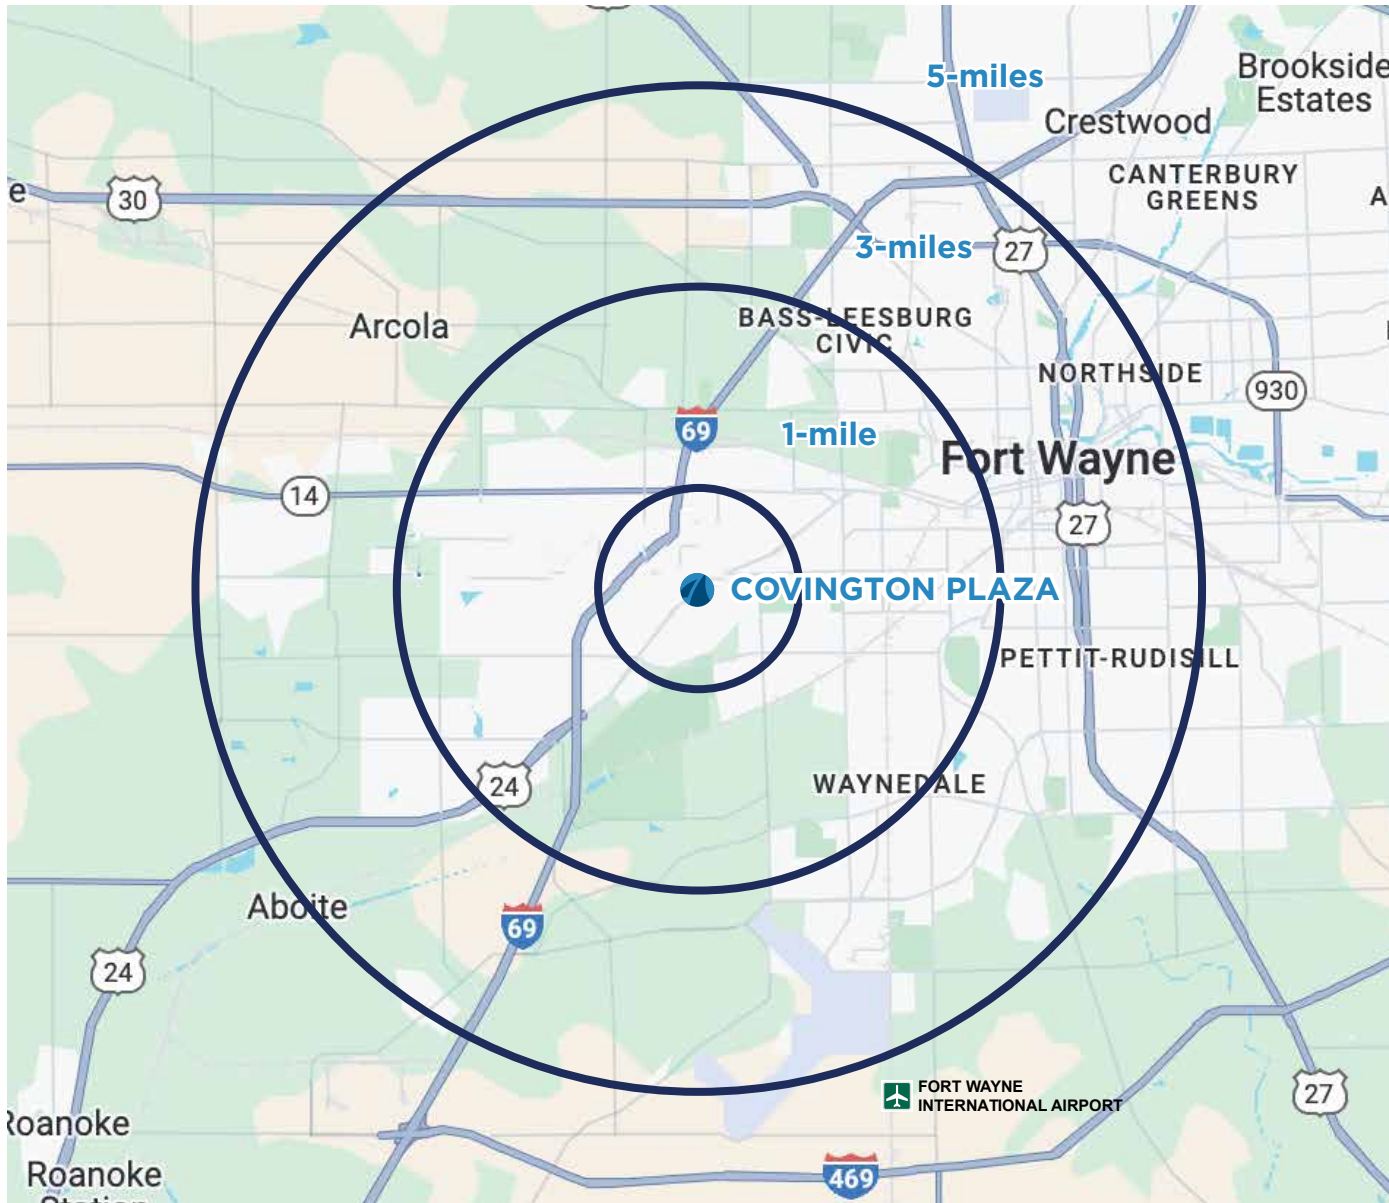 5-miles
Brookside
Estates
Crestwood
CANTERBURY
GREENS
30
3-miles
27
Arcola
BASS-LEESBURG
CIVIC
NORTHSIDE
930
69
1-mile
Fort Wayne
14
27
COVINGTON PLAZA
PETTIT-RUDISILL
24
WAYNEDALE
Aboite
69
24
FORT WAYNE
INTERNATIONAL AIRPORT
27
Roanoke
469
Roanoke
Station